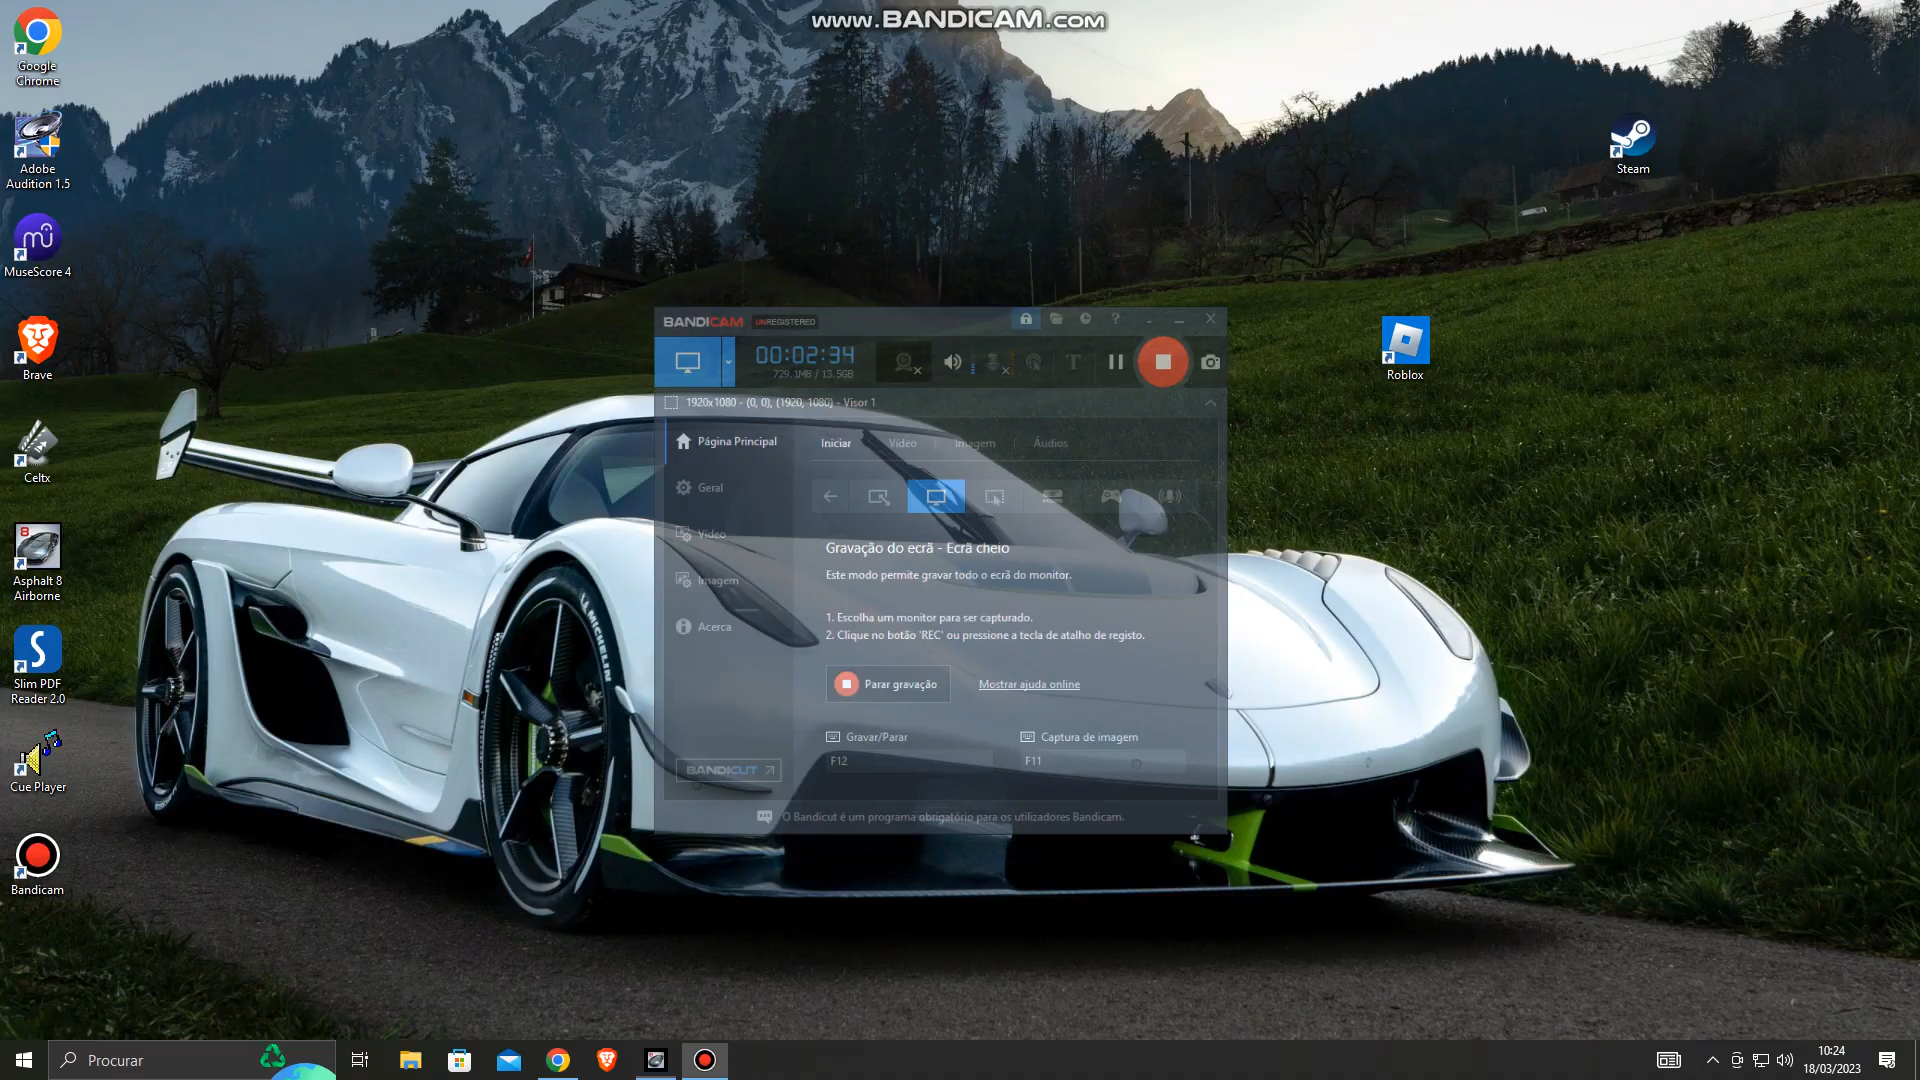 www.BANDICAM.com
Google
Chrome
Adobe
Audition 1.5
MuseScore 4
Brave
Celtx
8
Asphalt 8
Airborne
Slim PDF
Reader 2.0
Cue Player
Bandicam
Steam
Roblox
BANDICAM UNREGISTERED
00:02:34
729.1MB / 13.5GB
1920x1080 - (0, 0), (1920, 1080) - Visor 1
Página Principal
Geral
Vídeo
Imagem
Acerca
BANDICUT
Iniciar
Vídeo
Imagem
Áudios
Gravação do ecrã - Ecrã cheio
Este modo permite gravar todo o ecrã do monitor.
1. Escolha um monitor para ser capturado.
2. Clique no botão 'REC' ou pressione a tecla de atalho de registo.
Parar gravação
Mostrar ajuda online
Gravar/Parar
F12
Captura de imagem
F11
O Bandicut é um programa obrigatório para os utilizadores Bandicam.
MICHELIN
Procurar
10:24
18/03/2023